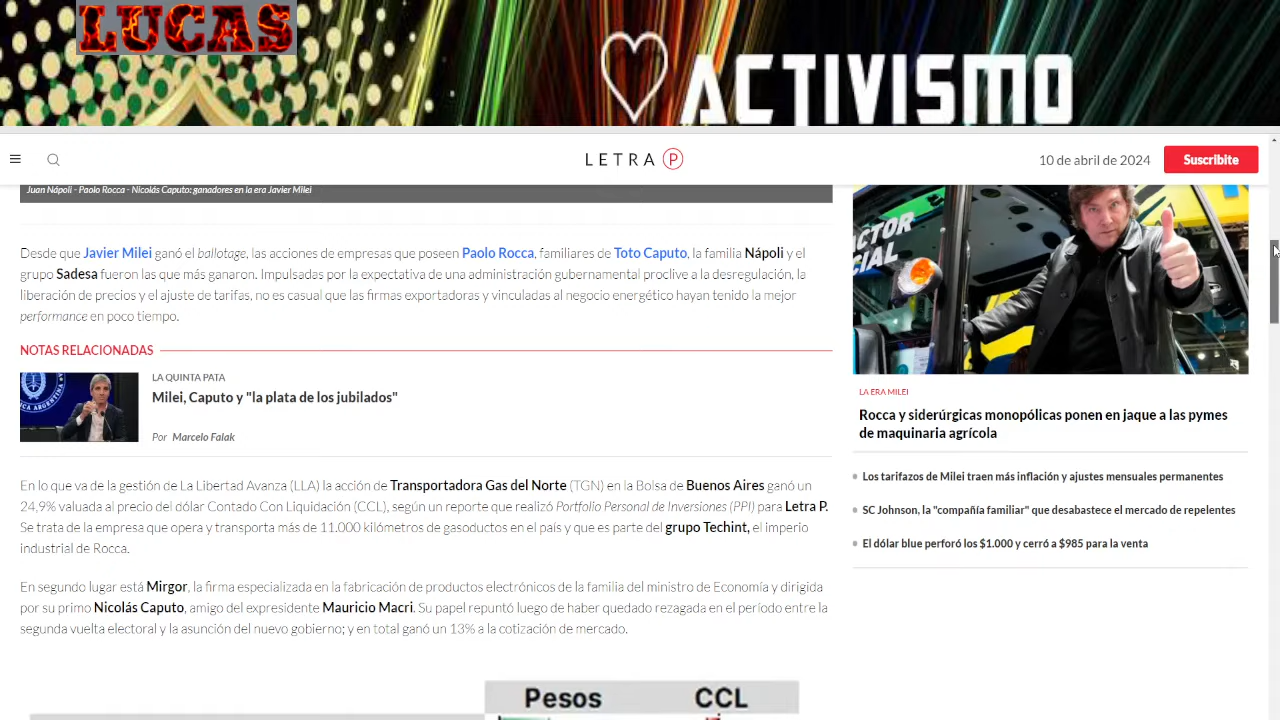 LUCAS
ACTIVISMO
LETRA P
10 de abril de 2024
Suscribite
Juan Nápoli - Paolo Rocca - Nicolás Caputo: ganadores en la era Javier Milei
Desde que Javier Milei ganó el ballotage, las acciones de empresas que poseen Paolo Rocca, familiares de Toto Caputo, la familia Nápoli y el
grupo Sadesa fueron las que más ganaron. Impulsadas por la expectativa de una administración gubernamental proclive a la desregulación, la
liberación de precios y el ajuste de tarifas, no es casual que las firmas exportadoras y vinculadas al negocio energético hayan tenido la mejor
performance en poco tiempo.
NOTAS RELACIONADAS
LA QUINTA PATA
Milei, Caputo y "la plata de los jubilados"
Por Marcelo Falak
En lo que va de la gestión de La Libertad Avanza (LLA) la acción de Transportadora Gas del Norte (TGN) en la Bolsa de Buenos Aires ganó un
24,9% valuada al precio del dólar Contado Con Liquidación (CCL), según un reporte que realizó Portfolio Personal de Inversiones (PPI) para Letra P.
Se trata de la empresa que opera y transporta más de 11.000 kilómetros de gasoductos en el país y que es parte del grupo Techint, el imperio
industrial de Rocca.
En segundo lugar está Mirgor, la firma especializada en la fabricación de productos electrónicos de la familia del ministro de Economía y dirigida
por su primo Nicolás Caputo, amigo del expresidente Mauricio Macri. Su papel repuntó luego de haber quedado rezagada en el período entre la
segunda vuelta electoral y la asunción del nuevo gobierno; y en total ganó un 13% a la cotización de mercado.
Pesos CCL
LA ERA MILEI
Rocca y siderúrgicas monopólicas ponen en jaque a las pymes
de maquinaria agrícola
Los tarifazos de Milei traen más inflación y ajustes mensuales permanentes
SC Johnson, la "compañía familiar" que desabastece el mercado de repelentes
El dólar blue perforó los $1.000 y cerró a $985 para la venta